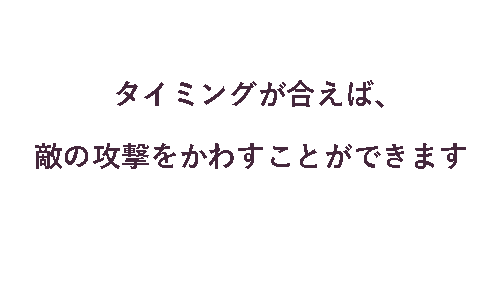 タイミングが合えば、
敵の攻撃をかわすことができます